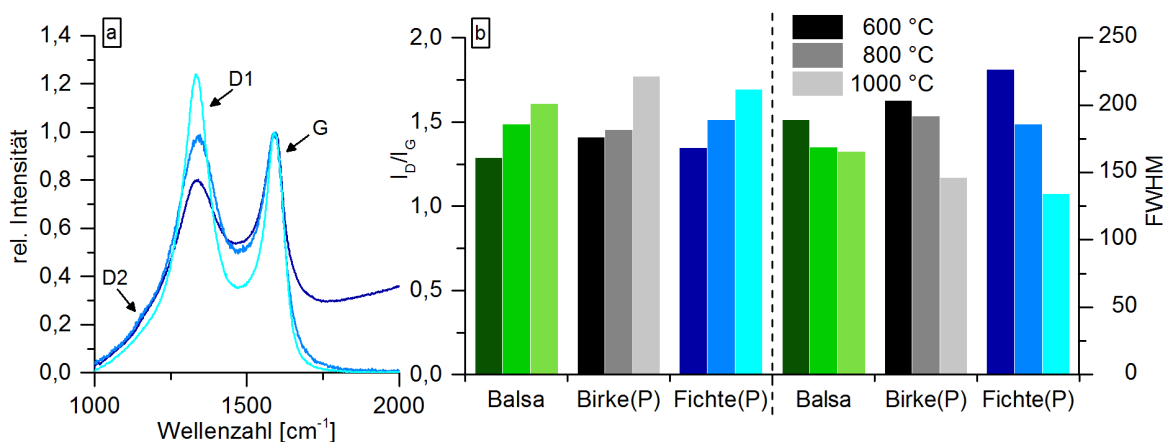 a
1,4
1,2
1,0
0,8
0,6
0,4
0,2
0,0
rel. Intensität
D1
G
D2
1000
1500
2000
Wellenzahl [cm⁻¹]
b
2,0
1,5
1,0
0,5
0,0
I_D/I_G
600 °C
800 °C
1000 °C
250
200
150
100
50
0
FWHM
Balsa Birke(P) Fichte(P) Balsa Birke(P) Fichte(P)